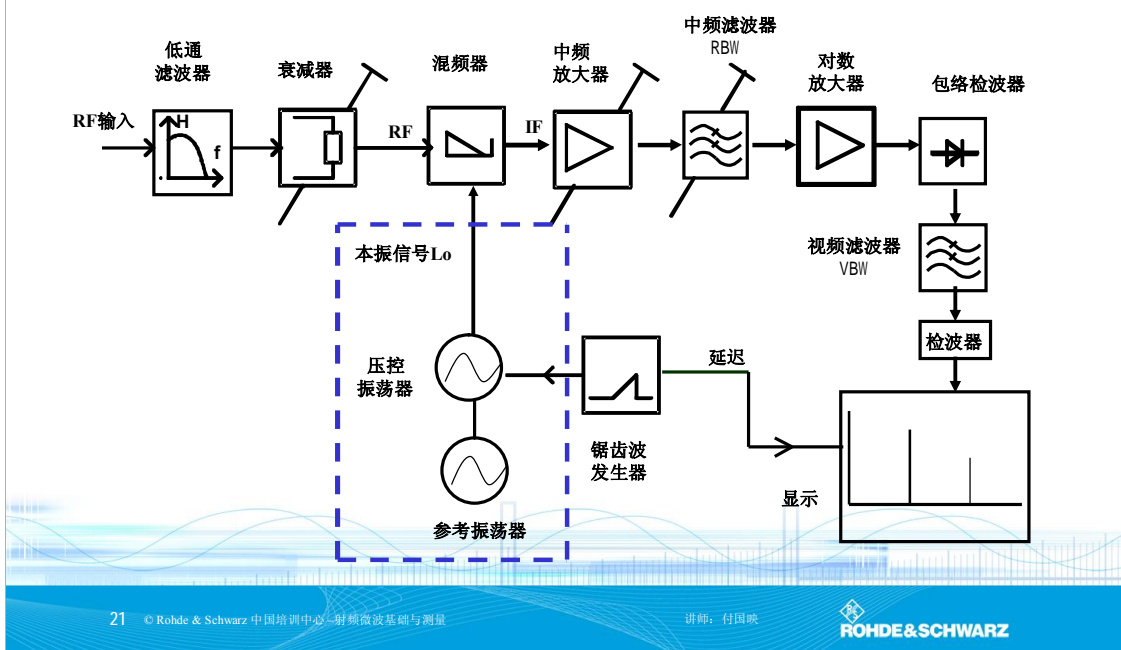 中频滤波器
RBW
低通
滤波器
衰减器
混频器
中频
放大器
对数
放大器
包络检波器
RF输入
H
f
RF
IF
本振信号Lo
视频滤波器
VBW
检波器
压控
振荡器
延迟
锯齿波
发生器
显示
参考振荡器
21
© Rohde & Schwarz 中国培训中心–射频微波基础与测量
讲师：付国映
R&S
ROHDE&SCHWARZ